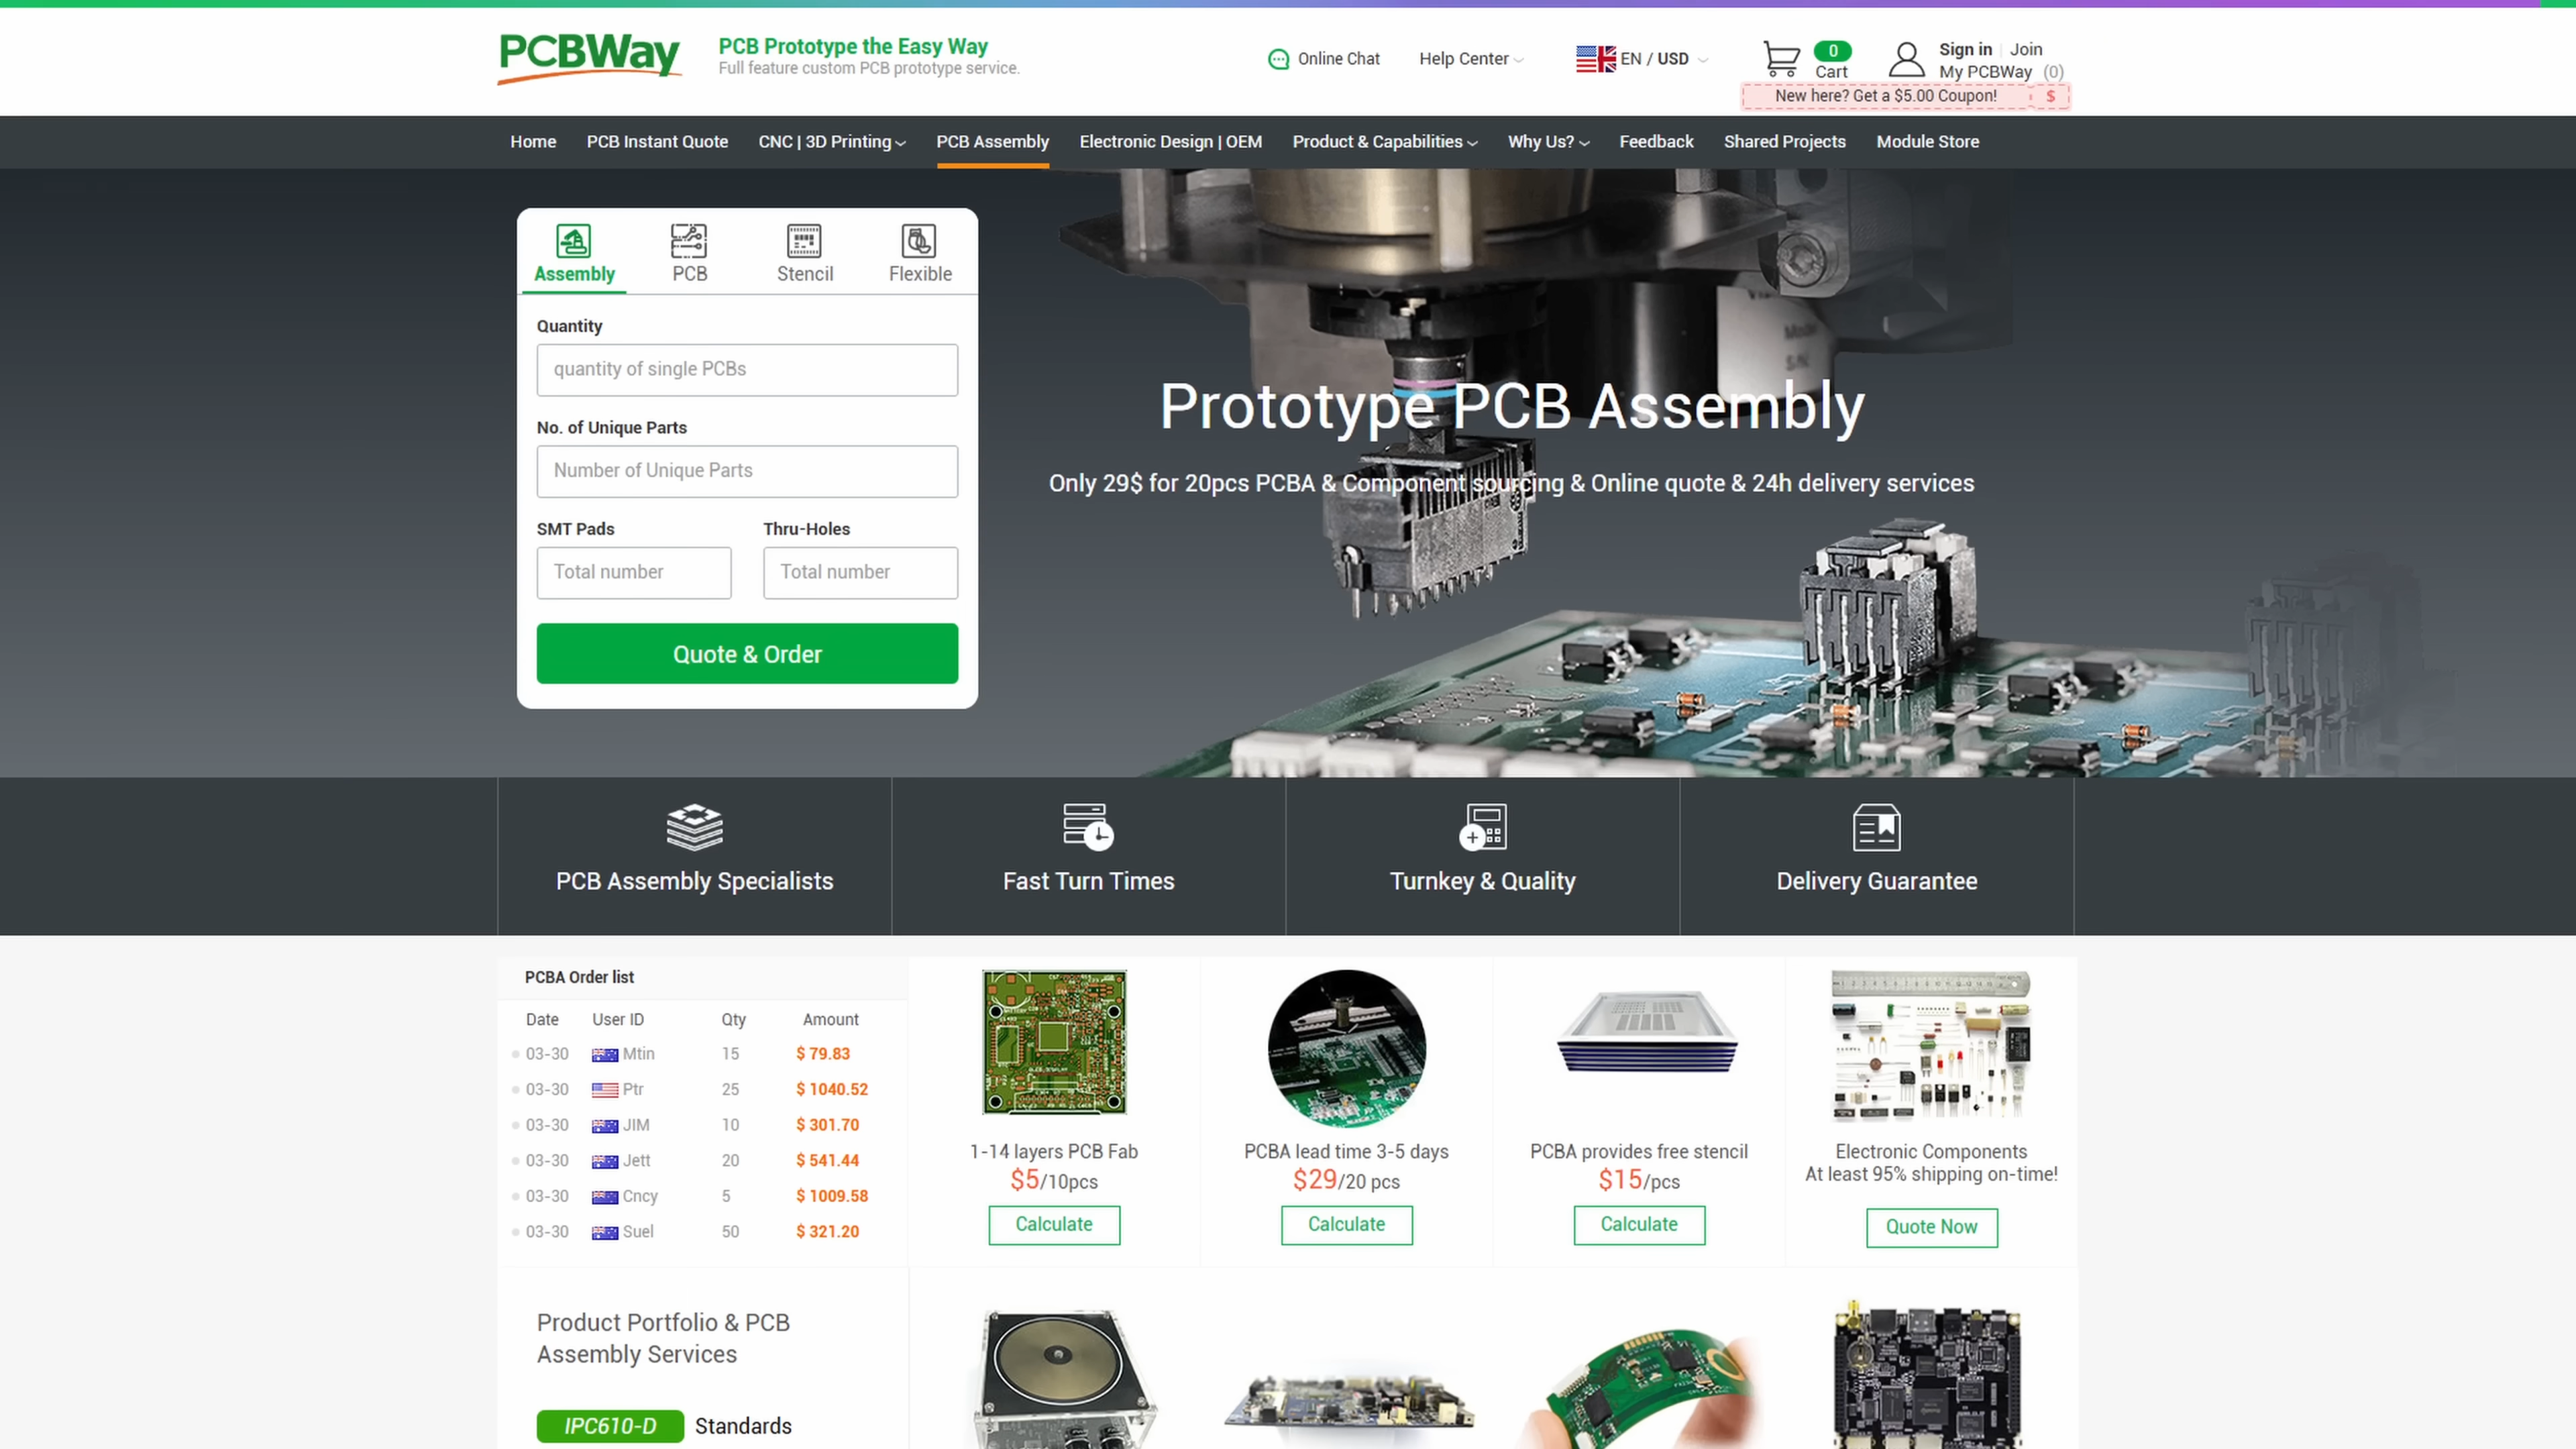 PCBWay
PCB Prototype the Easy Way
Full feature custom PCB prototype service.
Online Chat
Help Center
EN / USD
0
Cart
Sign in | Join
My PCBWay (0)
New here? Get a $5.00 Coupon! $
Home PCB Instant Quote CNC | 3D Printing PCB Assembly Electronic Design | OEM Product & Capabilities Why Us? Feedback Shared Projects Module Store
Assembly PCB Stencil Flexible
Quantity
quantity of single PCBs
No. of Unique Parts
Number of Unique Parts
SMT Pads Thru-Holes
Total number Total number
Quote & Order
Prototype PCB Assembly
Only 29$ for 20pcs PCBA & Component sourcing & Online quote & 24h delivery services
PCB Assembly Specialists Fast Turn Times Turnkey & Quality Delivery Guarantee
PCBA Order list
Date User ID Qty Amount
03-30 Mtin 15 $ 79.83
03-30 Ptr 25 $ 1040.52
03-30 JIM 10 $ 301.70
03-30 Jett 20 $ 541.44
03-30 Cncy 5 $ 1009.58
03-30 Suel 50 $ 321.20
1-14 layers PCB Fab
$5/10pcs
Calculate
PCBA lead time 3-5 days
$29/20 pcs
Calculate
PCBA provides free stencil
$15/pcs
Calculate
Electronic Components
At least 95% shipping on-time!
Quote Now
Product Portfolio & PCB
Assembly Services
IPC610-D Standards